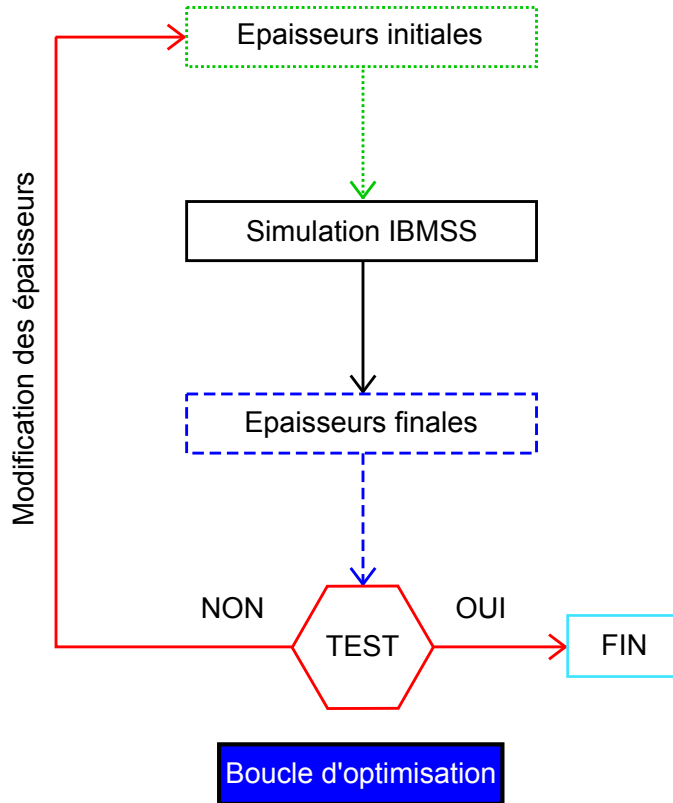 Epaisseurs initiales
Modification des épaisseurs
Simulation IBMSS
Epaisseurs finales
NON
OUI
TEST
FIN
Boucle d'optimisation